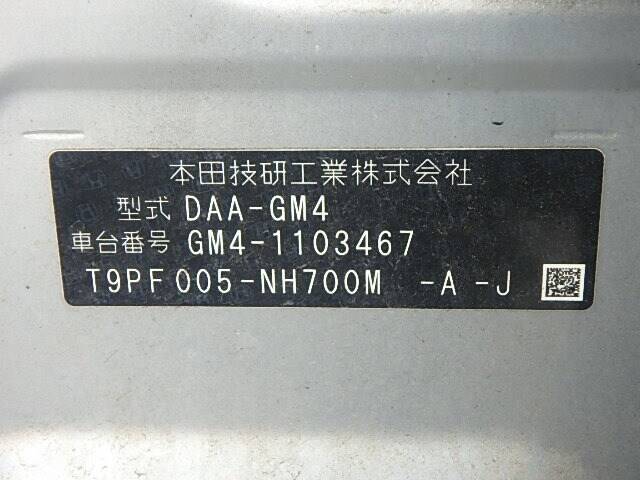 本田技研工業株式会社
型式 DAA-GM4
車台番号 GM4-1103467
T9PF005-NH700M -A -J